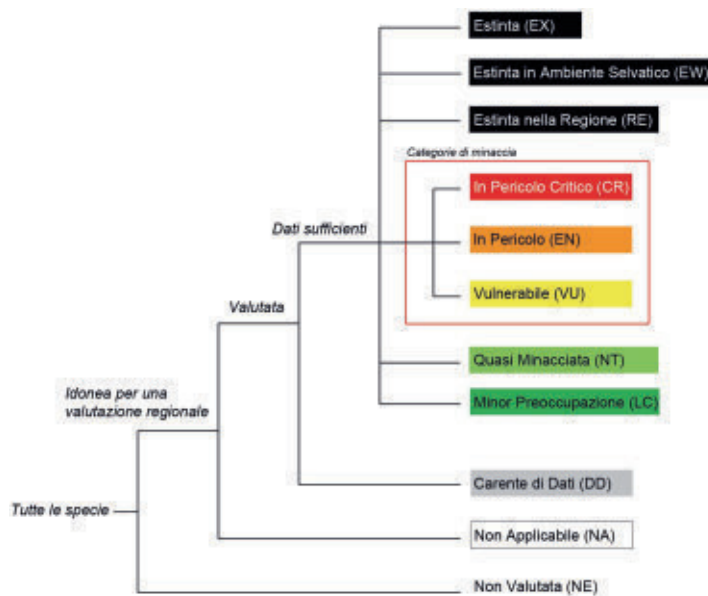 Estinta (EX)
Estinta in Ambiente Selvatico (EW)
Estinta nella Regione (RE)
Categorie di minaccia
In Pericolo Critico (CR)
Dati sufficienti
In Pericolo (EN)
Vulnerabile (VU)
Valutata
Quasi Minacciata (NT)
Idonea per una
valutazione regionale
Minor Preoccupazione (LC)
Carente di Dati (DD)
Tutte le specie
Non Applicabile (NA)
Non Valutata (NE)